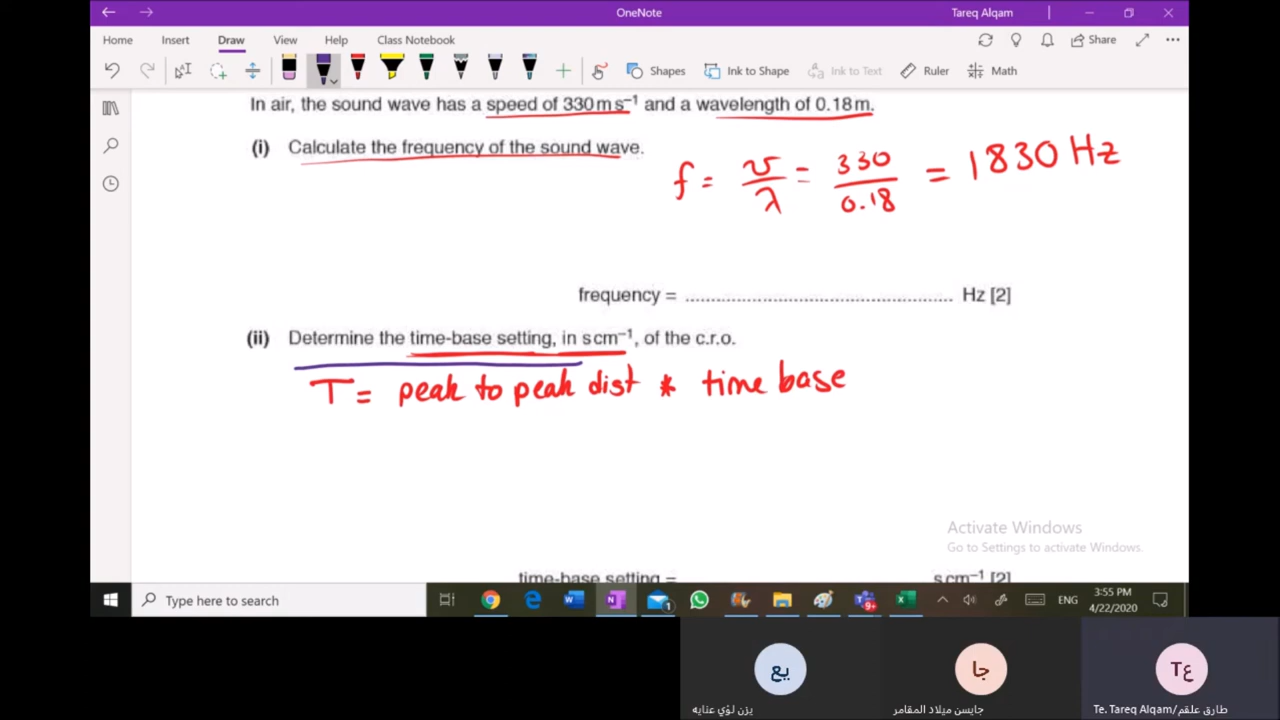 OneNote
Tareq Alqam
Home Insert Draw View Help Class Notebook
Share
Shapes Ink to Shape Ink to Text Ruler Math
In air, the sound wave has a speed of 330 m s⁻¹ and a wavelength of 0.18 m.
(i) Calculate the frequency of the sound wave.
f = v/λ = 330/0.18 = 1830 Hz
frequency = .................................................. Hz [2]
(ii) Determine the time-base setting, in s cm⁻¹, of the c.r.o.
T = peak to peak dist * time base
Activate Windows
Go to Settings to activate Windows.
time-base setting = s cm⁻¹ [2]
Type here to search
1
9+
ENG
3:55 PM
4/22/2020
يع
جا
طع
يزن لؤي عنايه
جايسن ميلاد المقامر
Te. Tareq Alqam/طارق علقم